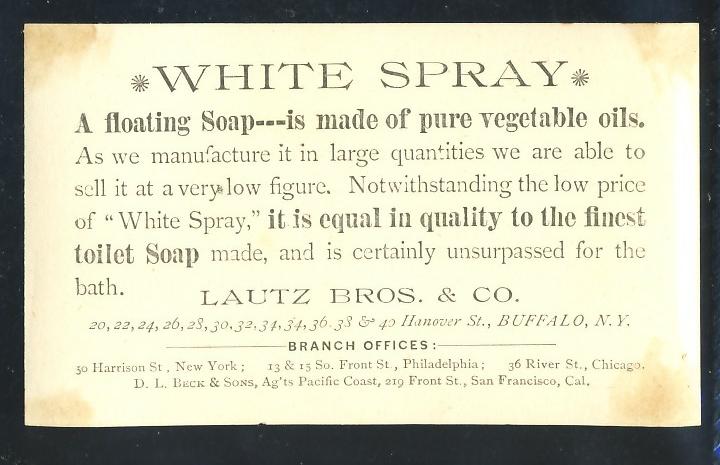 WHITE SPRAY
A floating Soap---is made of pure vegetable oils.
As we manufacture it in large quantities we are able to
sell it at a very low figure. Notwithstanding the low price
of "White Spray," it is equal in quality to the finest
toilet Soap made, and is certainly unsurpassed for the
bath.
LAUTZ BROS. & CO.
20, 22, 24, 26, 28, 30, 32, 34, 34, 36. 38 & 40 Hanover St., BUFFALO, N. Y.
BRANCH OFFICES:
50 Harrison St, New York; 13 & 15 So. Front St., Philadelphia; 36 River St., Chicago.
D. L. BECK & SONS, Ag'ts Pacific Coast, 219 Front St., San Francisco, Cal.